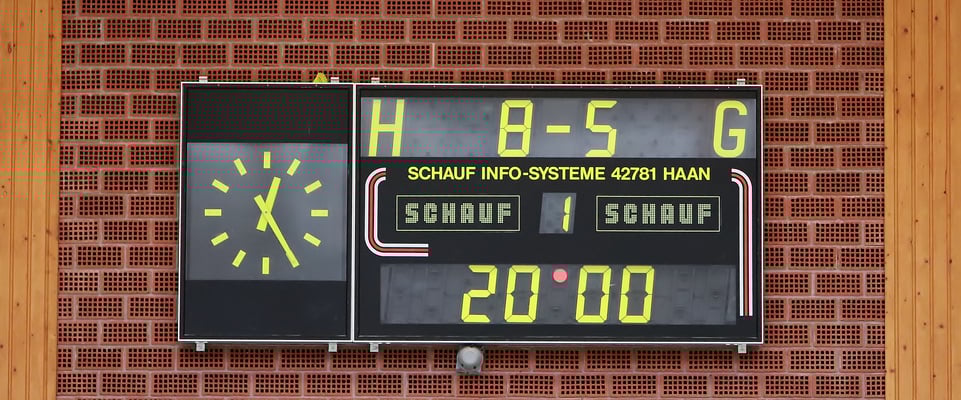 H 8-5 G
SCHAUF INFO-SYSTEME 42781 HAAN
SCHAUF 1 SCHAUF
20:00